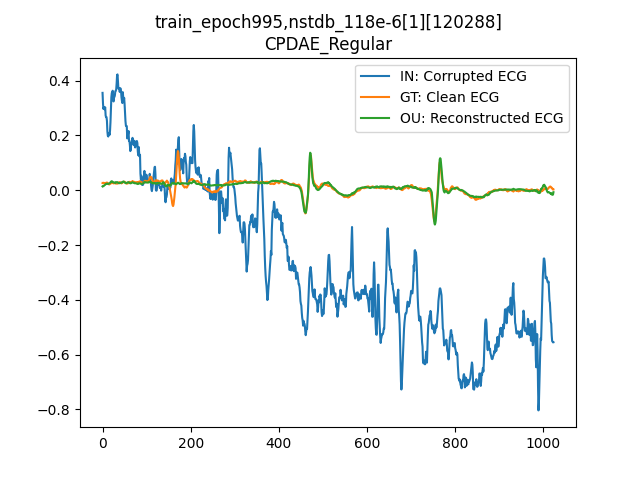 train_epoch995,nstdb_118e-6[1][120288]
CPDAE_Regular
IN: Corrupted ECG
GT: Clean ECG
OU: Reconstructed ECG
0.4
0.2
0.0
−0.2
−0.4
−0.6
−0.8
0 200 400 600 800 1000